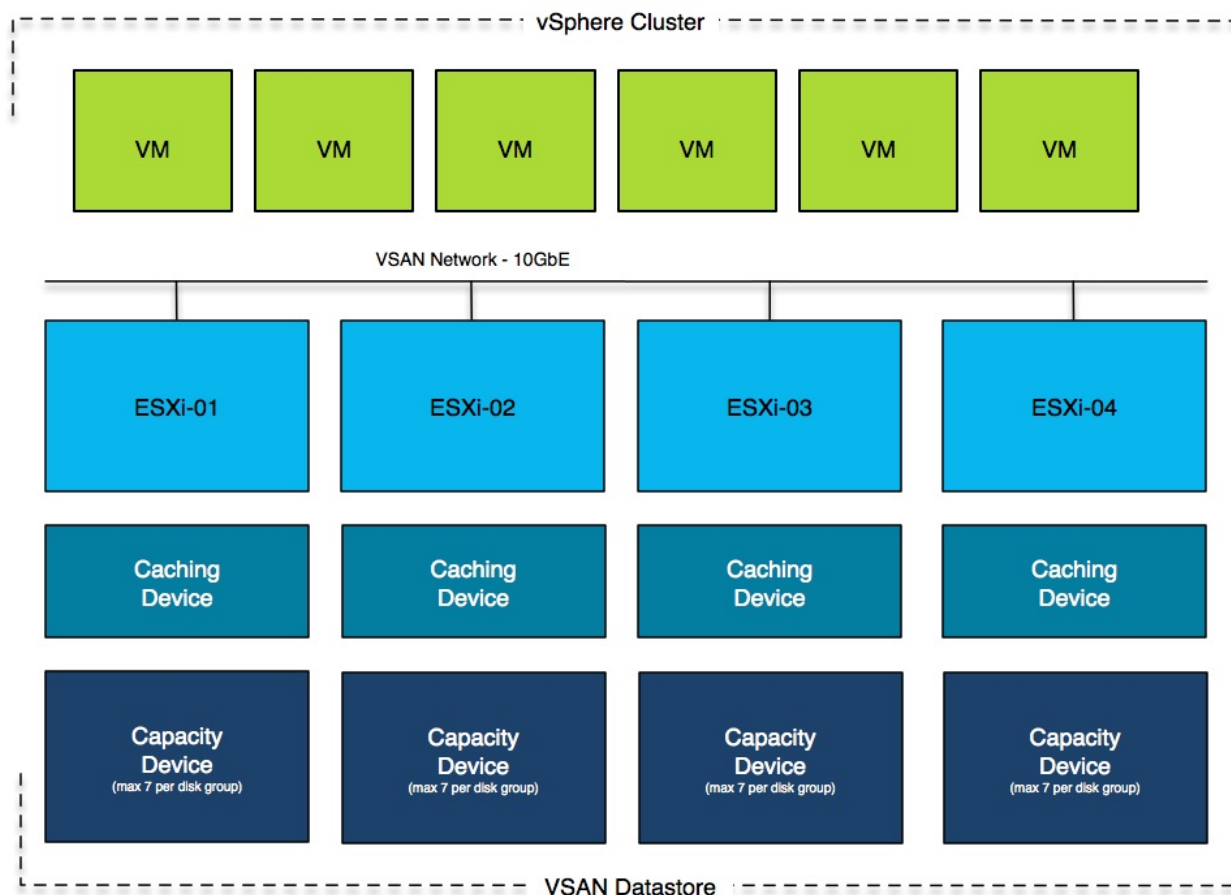 vSphere Cluster
VM
VM
VM
VM
VM
VM
VSAN Network - 10GbE
ESXi-01
ESXi-02
ESXi-03
ESXi-04
Caching
Device
Caching
Device
Caching
Device
Caching
Device
Capacity
Device
(max 7 per disk group)
Capacity
Device
(max 7 per disk group)
Capacity
Device
(max 7 per disk group)
Capacity
Device
(max 7 per disk group)
VSAN Datastore